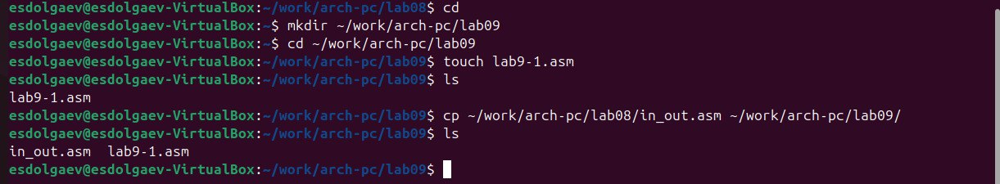 esdolgaev@esdolgaev-VirtualBox:~/work/arch-pc/lab08$ cd
esdolgaev@esdolgaev-VirtualBox:~$ mkdir ~/work/arch-pc/lab09
esdolgaev@esdolgaev-VirtualBox:~$ cd ~/work/arch-pc/lab09
esdolgaev@esdolgaev-VirtualBox:~/work/arch-pc/lab09$ touch lab9-1.asm
esdolgaev@esdolgaev-VirtualBox:~/work/arch-pc/lab09$ ls
lab9-1.asm
esdolgaev@esdolgaev-VirtualBox:~/work/arch-pc/lab09$ cp ~/work/arch-pc/lab08/in_out.asm ~/work/arch-pc/lab09/
esdolgaev@esdolgaev-VirtualBox:~/work/arch-pc/lab09$ ls
in_out.asm  lab9-1.asm
esdolgaev@esdolgaev-VirtualBox:~/work/arch-pc/lab09$